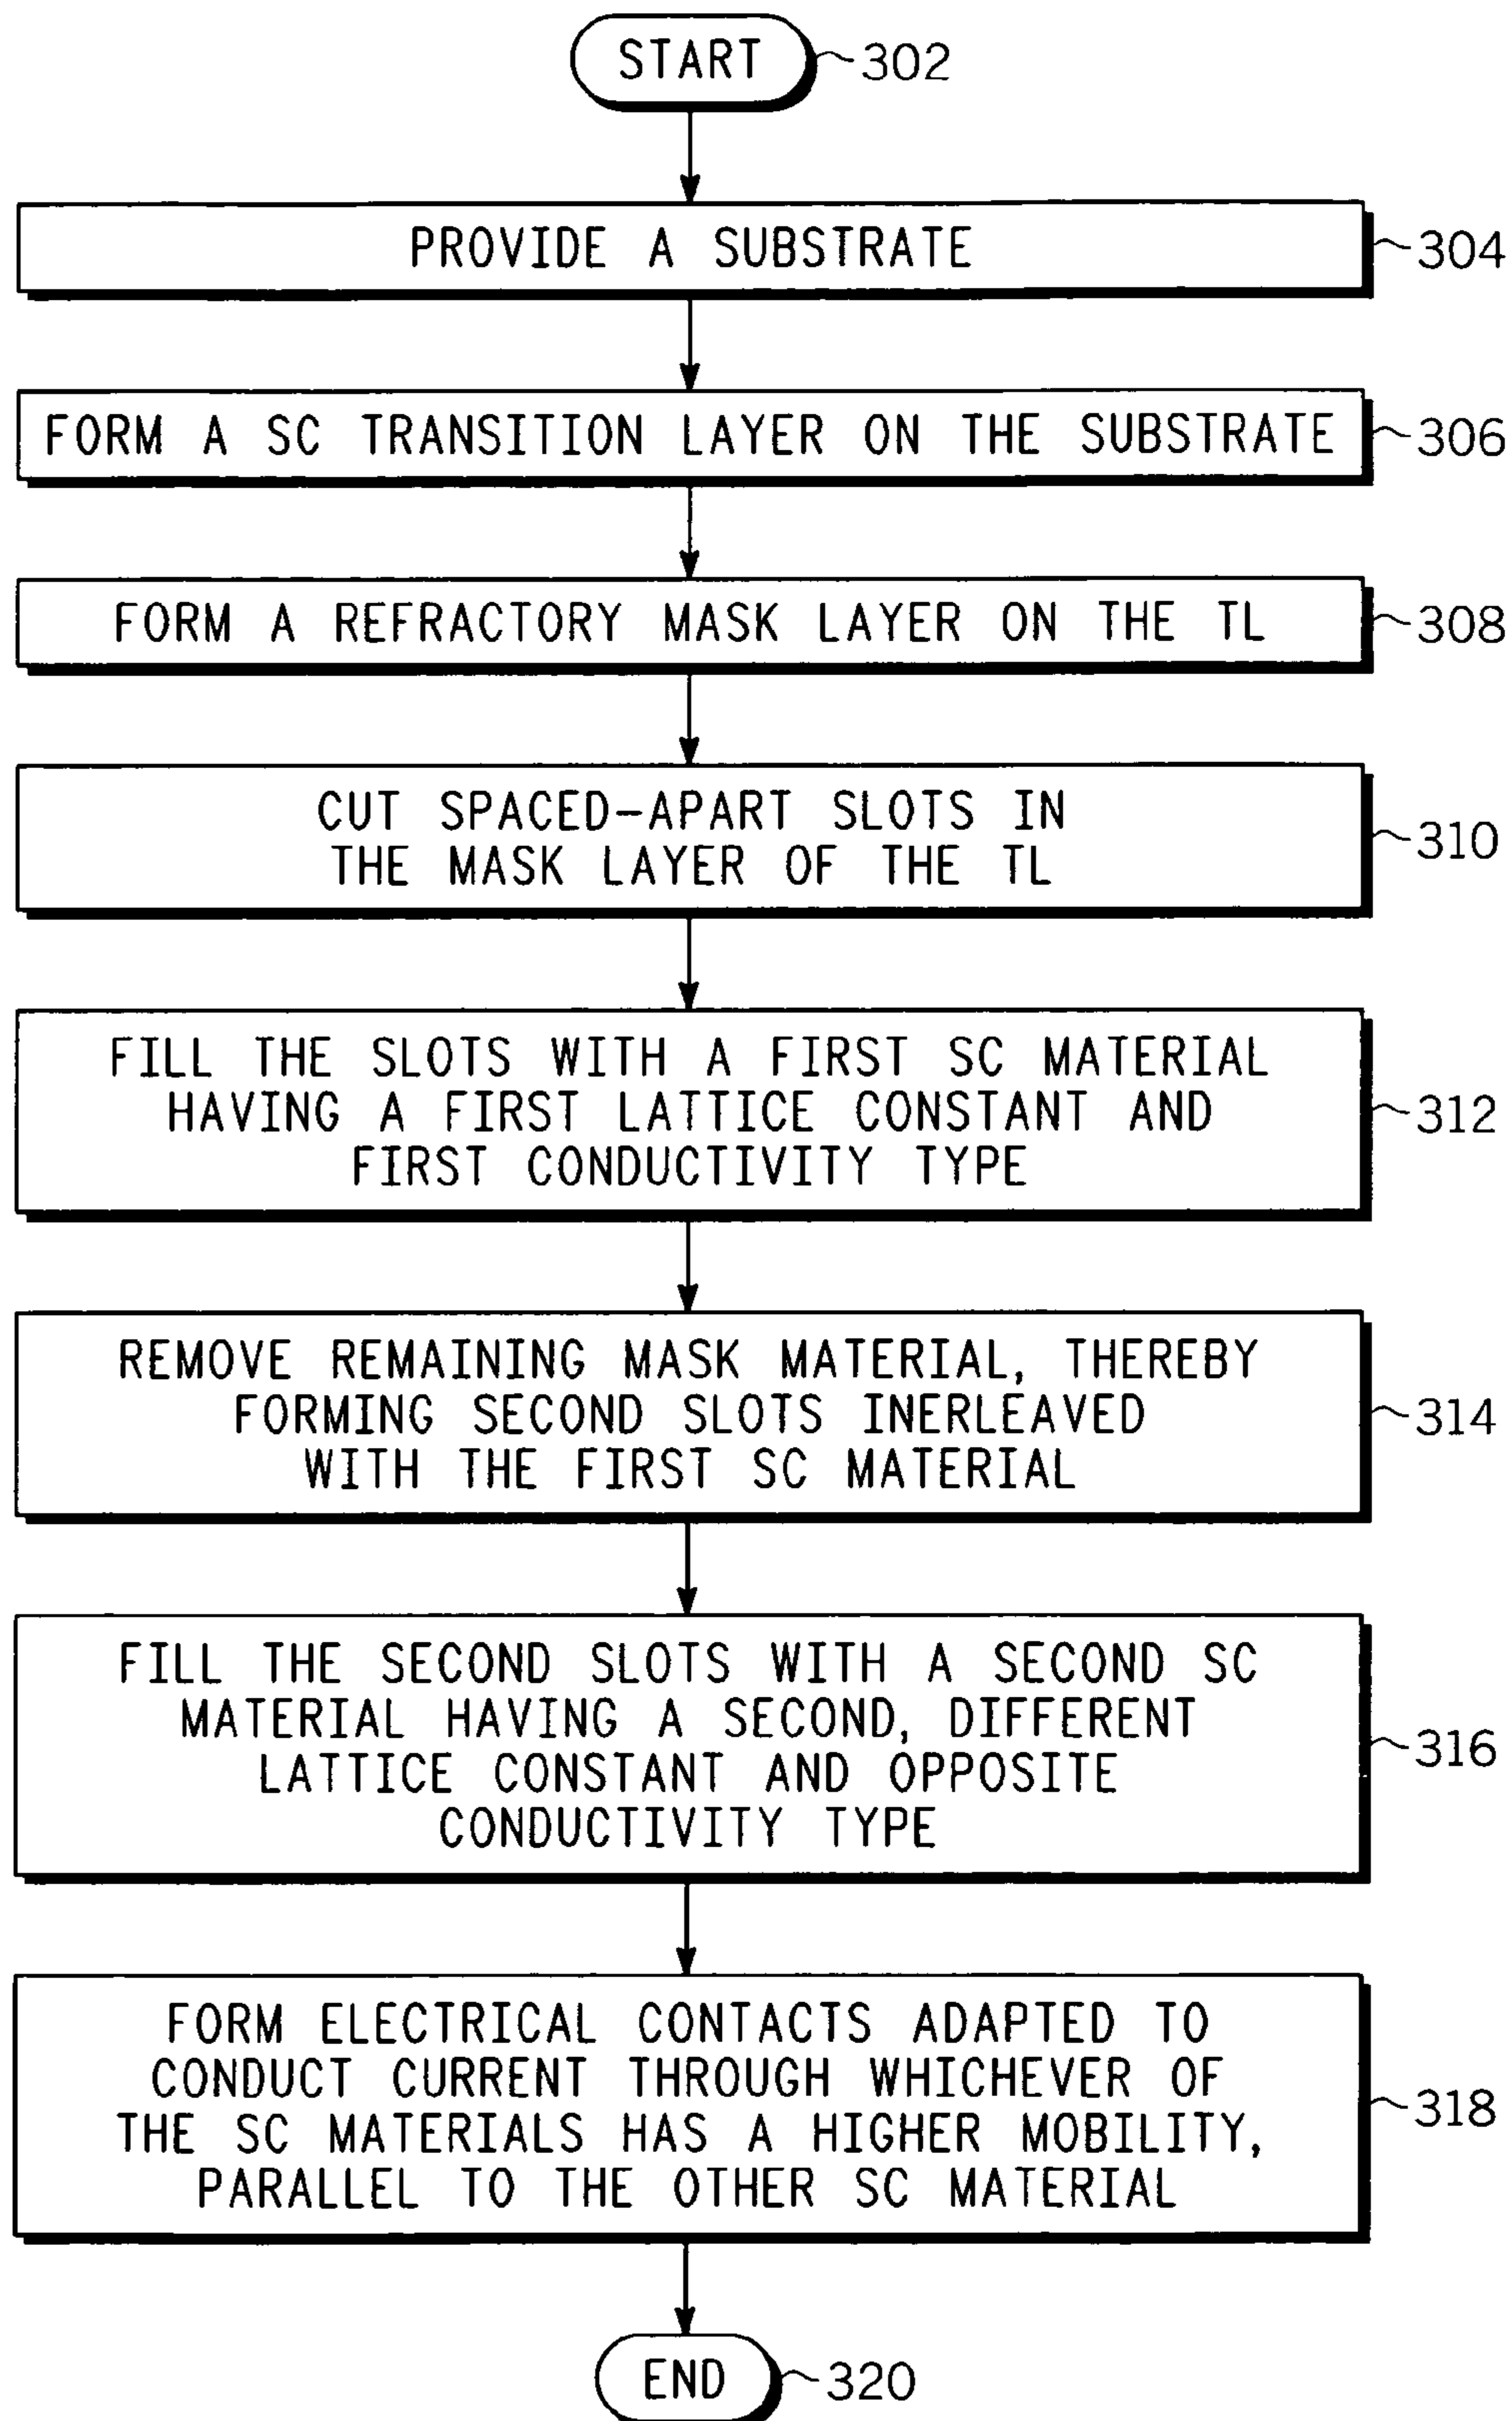 START
302
PROVIDE A SUBSTRATE
304
FORM A SC TRANSITION LAYER ON THE SUBSTRATE
306
FORM A REFRACTORY MASK LAYER ON THE TL
308
CUT SPACED-APART SLOTS IN
THE MASK LAYER OF THE TL
310
FILL THE SLOTS WITH A FIRST SC MATERIAL
HAVING A FIRST LATTICE CONSTANT AND
FIRST CONDUCTIVITY TYPE
312
REMOVE REMAINING MASK MATERIAL, THEREBY
FORMING SECOND SLOTS INERLEAVED
WITH THE FIRST SC MATERIAL
314
FILL THE SECOND SLOTS WITH A SECOND SC
MATERIAL HAVING A SECOND, DIFFERENT
LATTICE CONSTANT AND OPPOSITE
CONDUCTIVITY TYPE
316
FORM ELECTRICAL CONTACTS ADAPTED TO
CONDUCT CURRENT THROUGH WHICHEVER OF
THE SC MATERIALS HAS A HIGHER MOBILITY,
PARALLEL TO THE OTHER SC MATERIAL
318
END
320